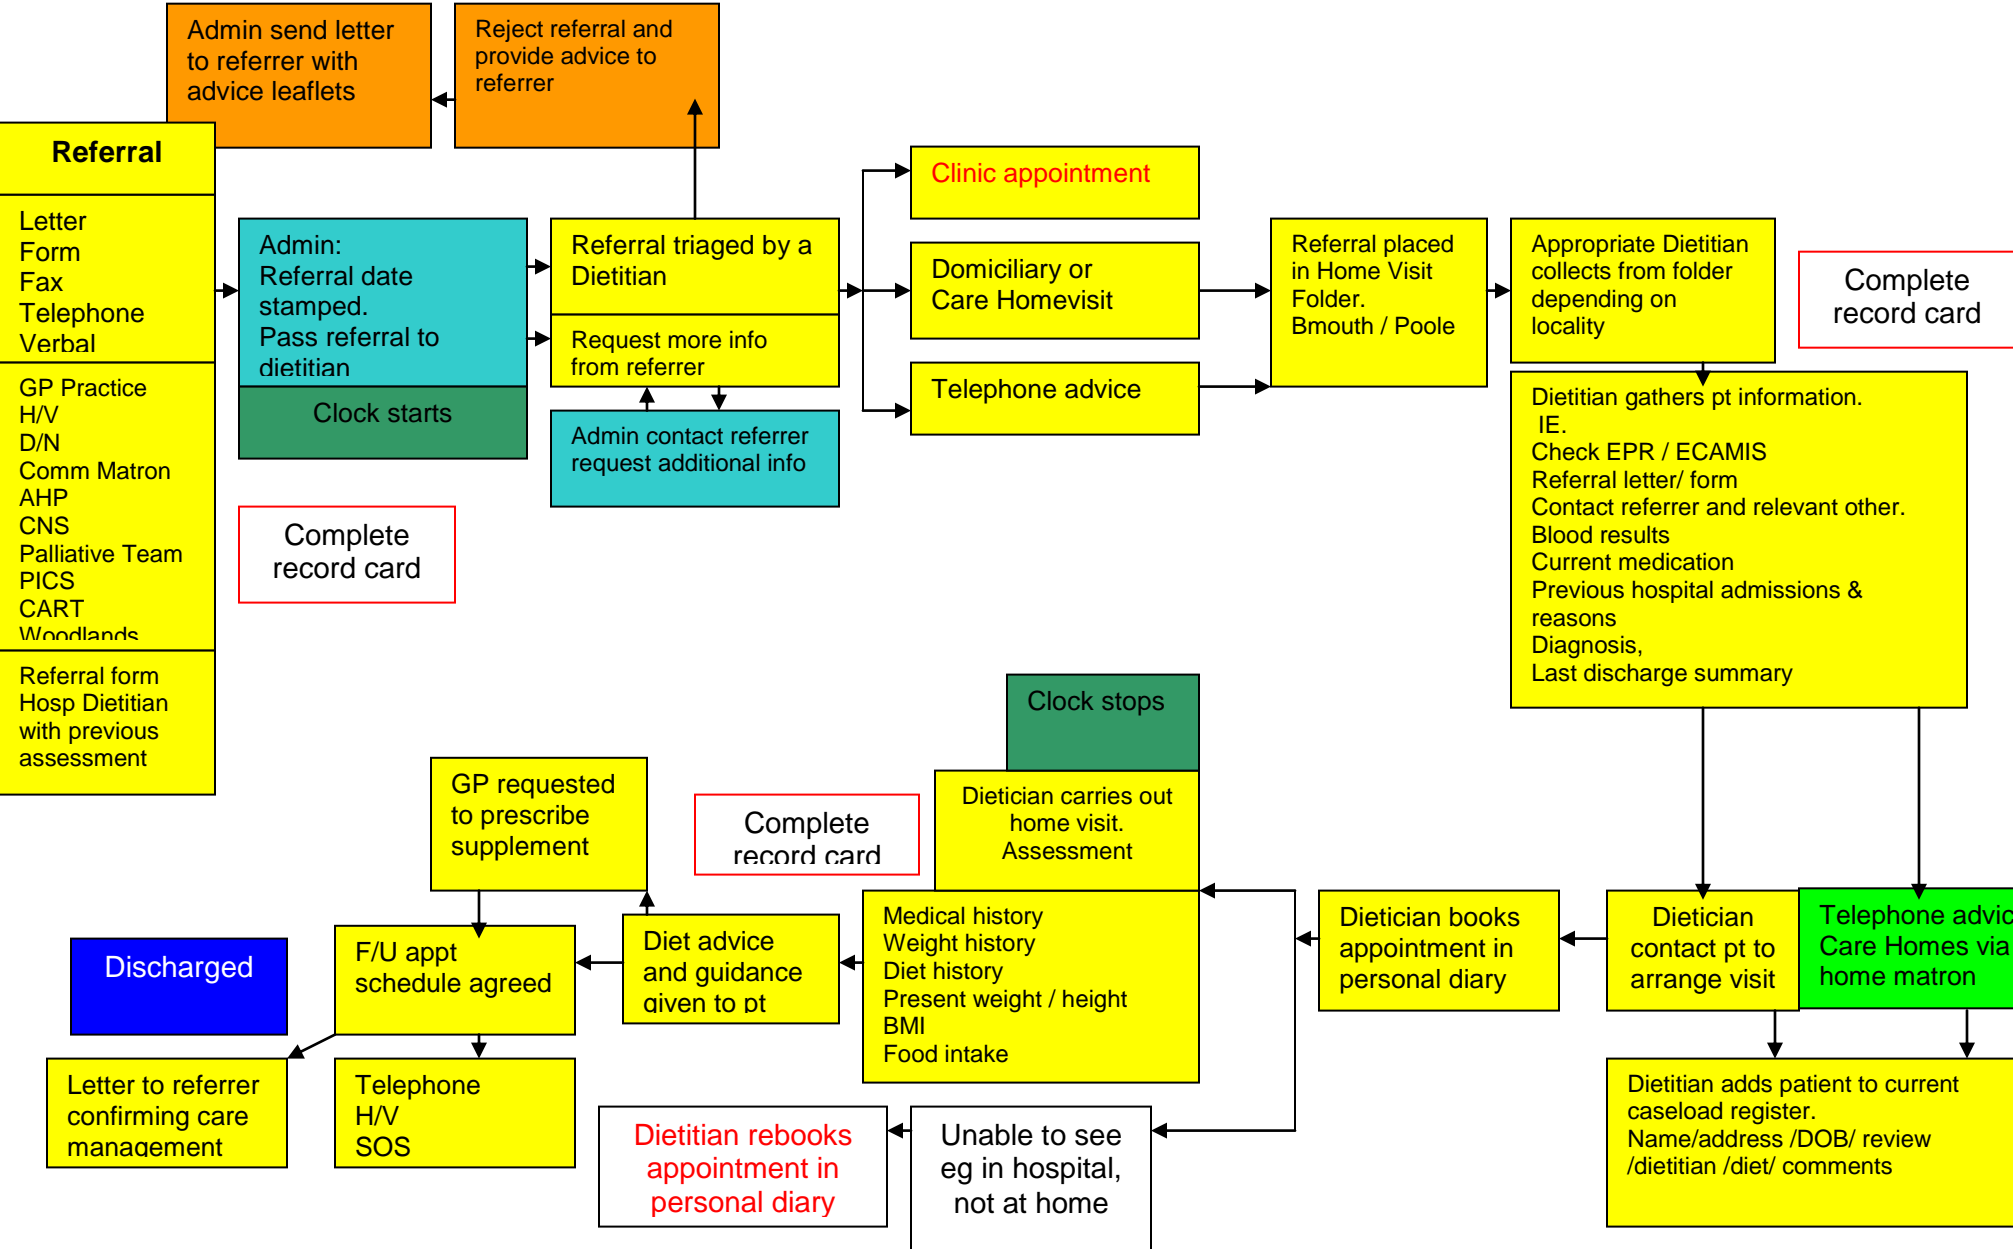 Admin send letter
to referrer with
advice leaflets
Reject referral and
provide advice to
referrer
Referral
Letter
Form
Fax
Telephone
Verbal
GP Practice
H/V
D/N
Comm Matron
AHP
CNS
Palliative Team
PICS
CART
Woodlands
Referral form
Hosp Dietitian
with previous
assessment
Admin:
Referral date
stamped.
Pass referral to
dietitian
Clock starts
Complete
record card
Referral triaged by a
Dietitian
Request more info
from referrer
Admin contact referrer
request additional info
Clinic appointment
Domiciliary or
Care Homevisit
Telephone advice
Referral placed
in Home Visit
Folder.
Bmouth / Poole
Appropriate Dietitian
collects from folder
depending on
locality
Complete
record card
Dietitian gathers pt information.
IE.
Check EPR / ECAMIS
Referral letter/ form
Contact referrer and relevant other.
Blood results
Current medication
Previous hospital admissions &
reasons
Diagnosis,
Last discharge summary
Telephone advic
Care Homes via
home matron
Dietician
contact pt to
arrange visit
Dietitian adds patient to current
caseload register.
Name/address /DOB/ review
/dietitian /diet/ comments
Dietician books
appointment in
personal diary
Clock stops
Dietician carries out
home visit.
Assessment
Medical history
Weight history
Diet history
Present weight / height
BMI
Food intake
Unable to see
eg in hospital,
not at home
Dietitian rebooks
appointment in
personal diary
Complete
record card
Diet advice
and guidance
given to pt
GP requested
to prescribe
supplement
F/U appt
schedule agreed
Telephone
H/V
SOS
Discharged
Letter to referrer
confirming care
management